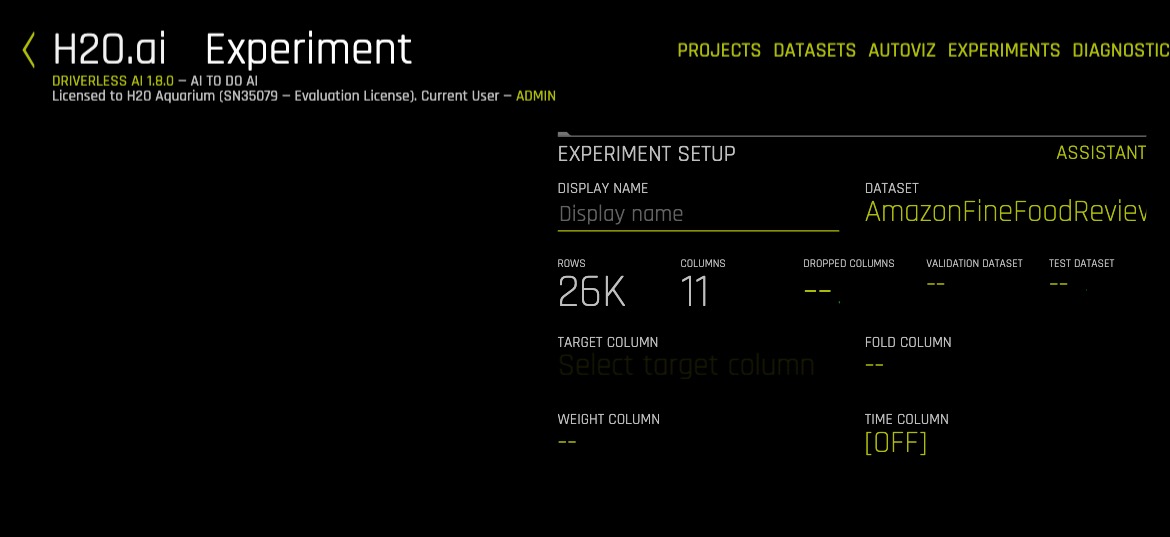 H2O.ai Experiment
PROJECTS DATASETS AUTOVIZ EXPERIMENTS DIAGNOSTIC
DRIVERLESS AI 1.8.0 – AI TO DO AI
Licensed to H2O Aquarium (SN35079 – Evaluation License). Current User – ADMIN
EXPERIMENT SETUP ASSISTANT
DISPLAY NAME DATASET
Display name AmazonFineFoodReview
ROWS COLUMNS DROPPED COLUMNS VALIDATION DATASET TEST DATASET
26K 11 -- -- --
TARGET COLUMN FOLD COLUMN
Select target column --
WEIGHT COLUMN TIME COLUMN
-- [OFF]